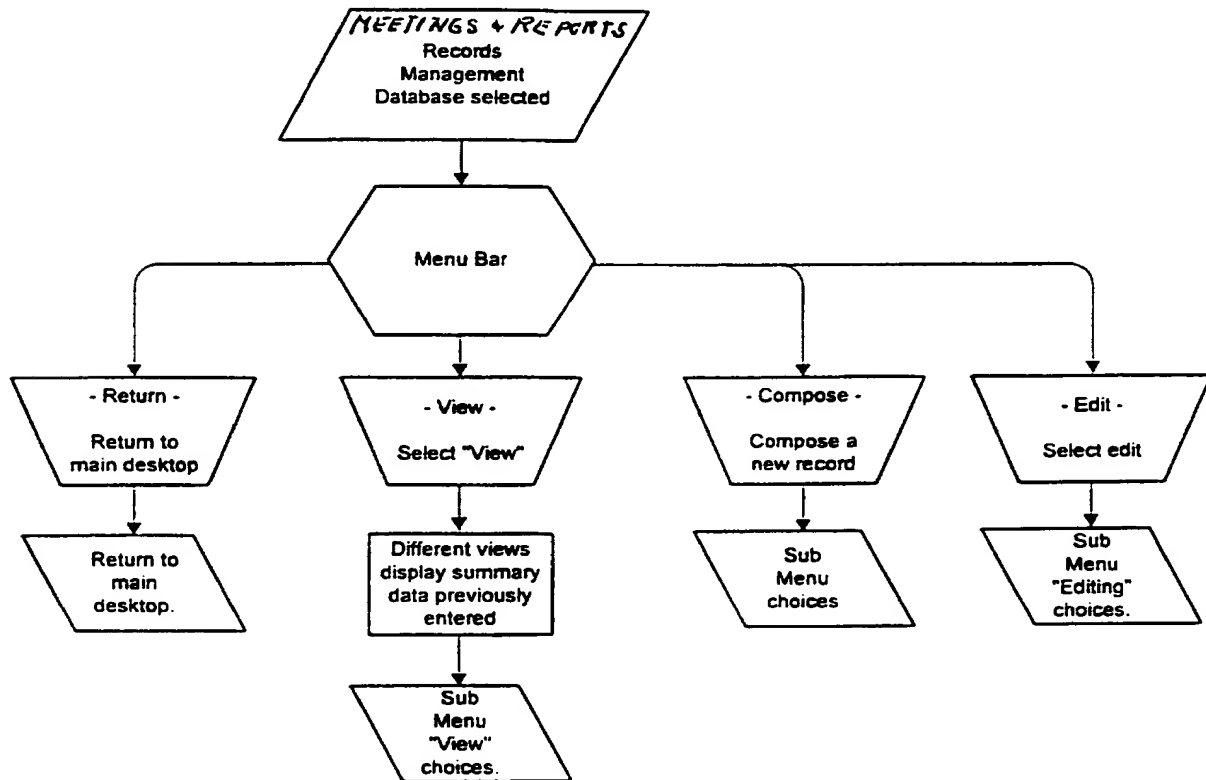 MEETINGS & REPORTS
Records
Management
Database selected
Menu Bar
- Return -
Return to
main desktop
- View -
Select "View"
- Compose -
Compose a
new record
- Edit -
Select edit
Return to
main
desktop.
Different views
display summary
data previously
entered
Sub
Menu
choices
Sub
Menu
"Editing"
choices.
Sub
Menu
"View"
choices.